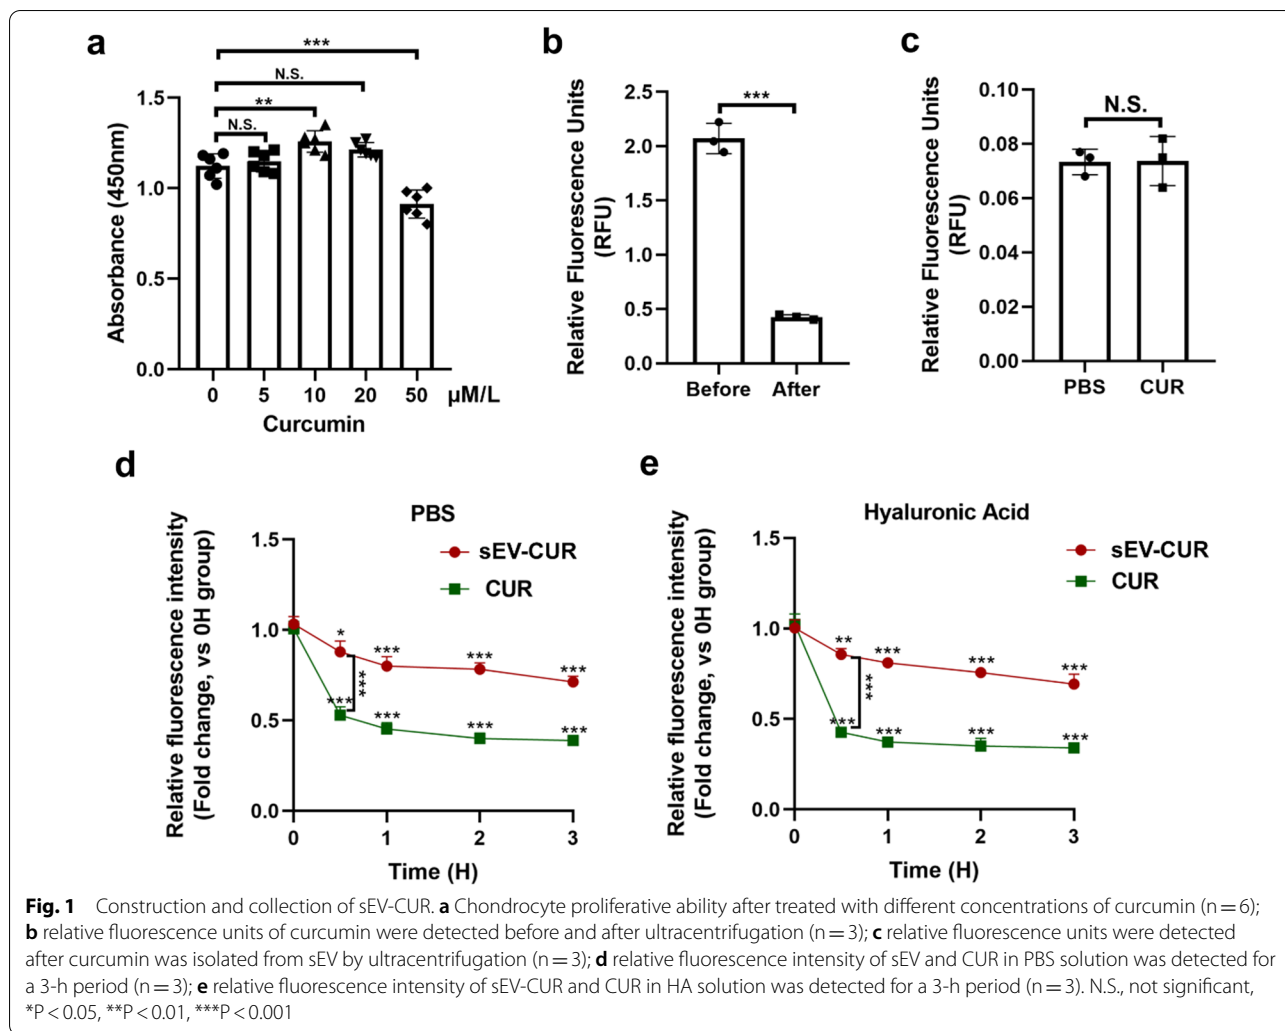 a
***
N.S.
**
N.S.
Absorbance (450nm)
1.5
1.0
0.5
0.0
0 5 10 20 50 μM/L
Curcumin
b
***
Relative Fluorescence Units
(RFU)
2.5
2.0
1.5
2.0
0.5
0.0
Before After
c
N.S.
Relative Fluorescence Units
(RFU)
0.10
0.08
0.06
0.04
0.02
0.00
PBS CUR
d
PBS
sEV-CUR
CUR
Relative fluorescence intensity
(Fold change, vs 0H group)
1.5
1.0
0.5
0.0
* *** *** ***
***
*** *** *** ***
0 1 2 3
Time (H)
e
Hyaluronic Acid
sEV-CUR
CUR
Relative fluorescence intensity
(Fold change, vs 0H group)
1.5
1.0
0.5
0.0
** *** *** ***
***
*** *** *** ***
0 1 2 3
Time (H)
Fig. 1 Construction and collection of sEV-CUR. a Chondrocyte proliferative ability after treated with different concentrations of curcumin (n = 6);
b relative fluorescence units of curcumin were detected before and after ultracentrifugation (n = 3); c relative fluorescence units were detected
after curcumin was isolated from sEV by ultracentrifugation (n = 3); d relative fluorescence intensity of sEV and CUR in PBS solution was detected for
a 3-h period (n = 3); e relative fluorescence intensity of sEV-CUR and CUR in HA solution was detected for a 3-h period (n = 3). N.S., not significant,
*P < 0.05, **P < 0.01, ***P < 0.001